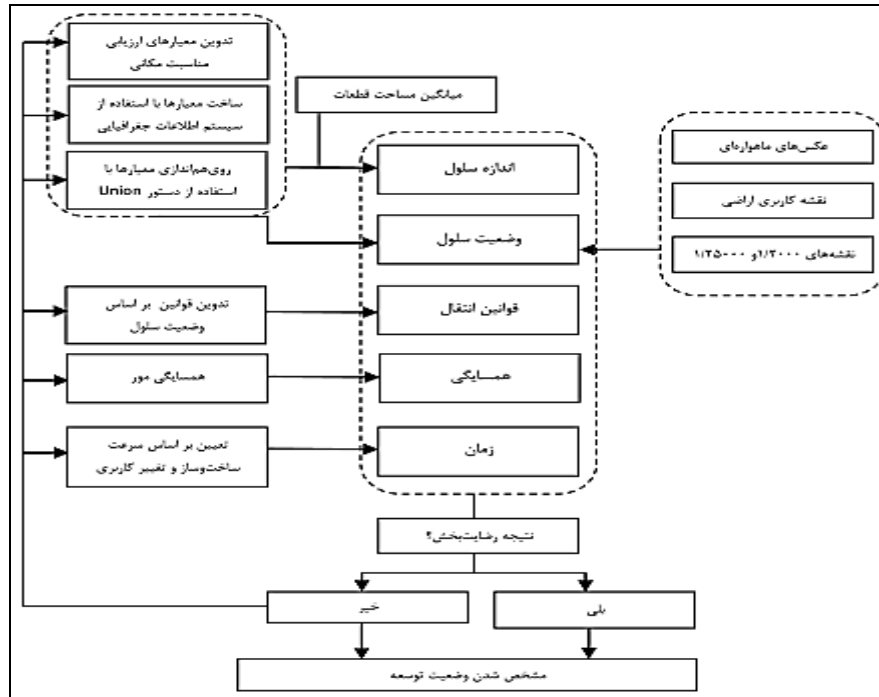 تدوین معیارهای ارزیابی
مناسبت مکانی
ساخت معیارها با استفاده از
سیستم اطلاعات جغرافیایی
روی‌هم‌اندازی معیارها با
استفاده از دستور Union
میانگین مساحت قطعات
اندازه سلول
وضعیت سلول
قوانین انتقال
همسایگی
زمان
عکس‌های ماهواره‌ای
نقشه کاربری اراضی
نقشه‌های ۱/۲۰۰۰و ۱/۲۵۰۰۰
تدوین قوانین بر اساس
وضعیت سلول
همسایگی مور
تعیین بر اساس سرعت
ساخت‌وساز و تغییر کاربری
نتیجه رضایت‌بخش؟
خیر
بلی
مشخص شدن وضعیت توسعه